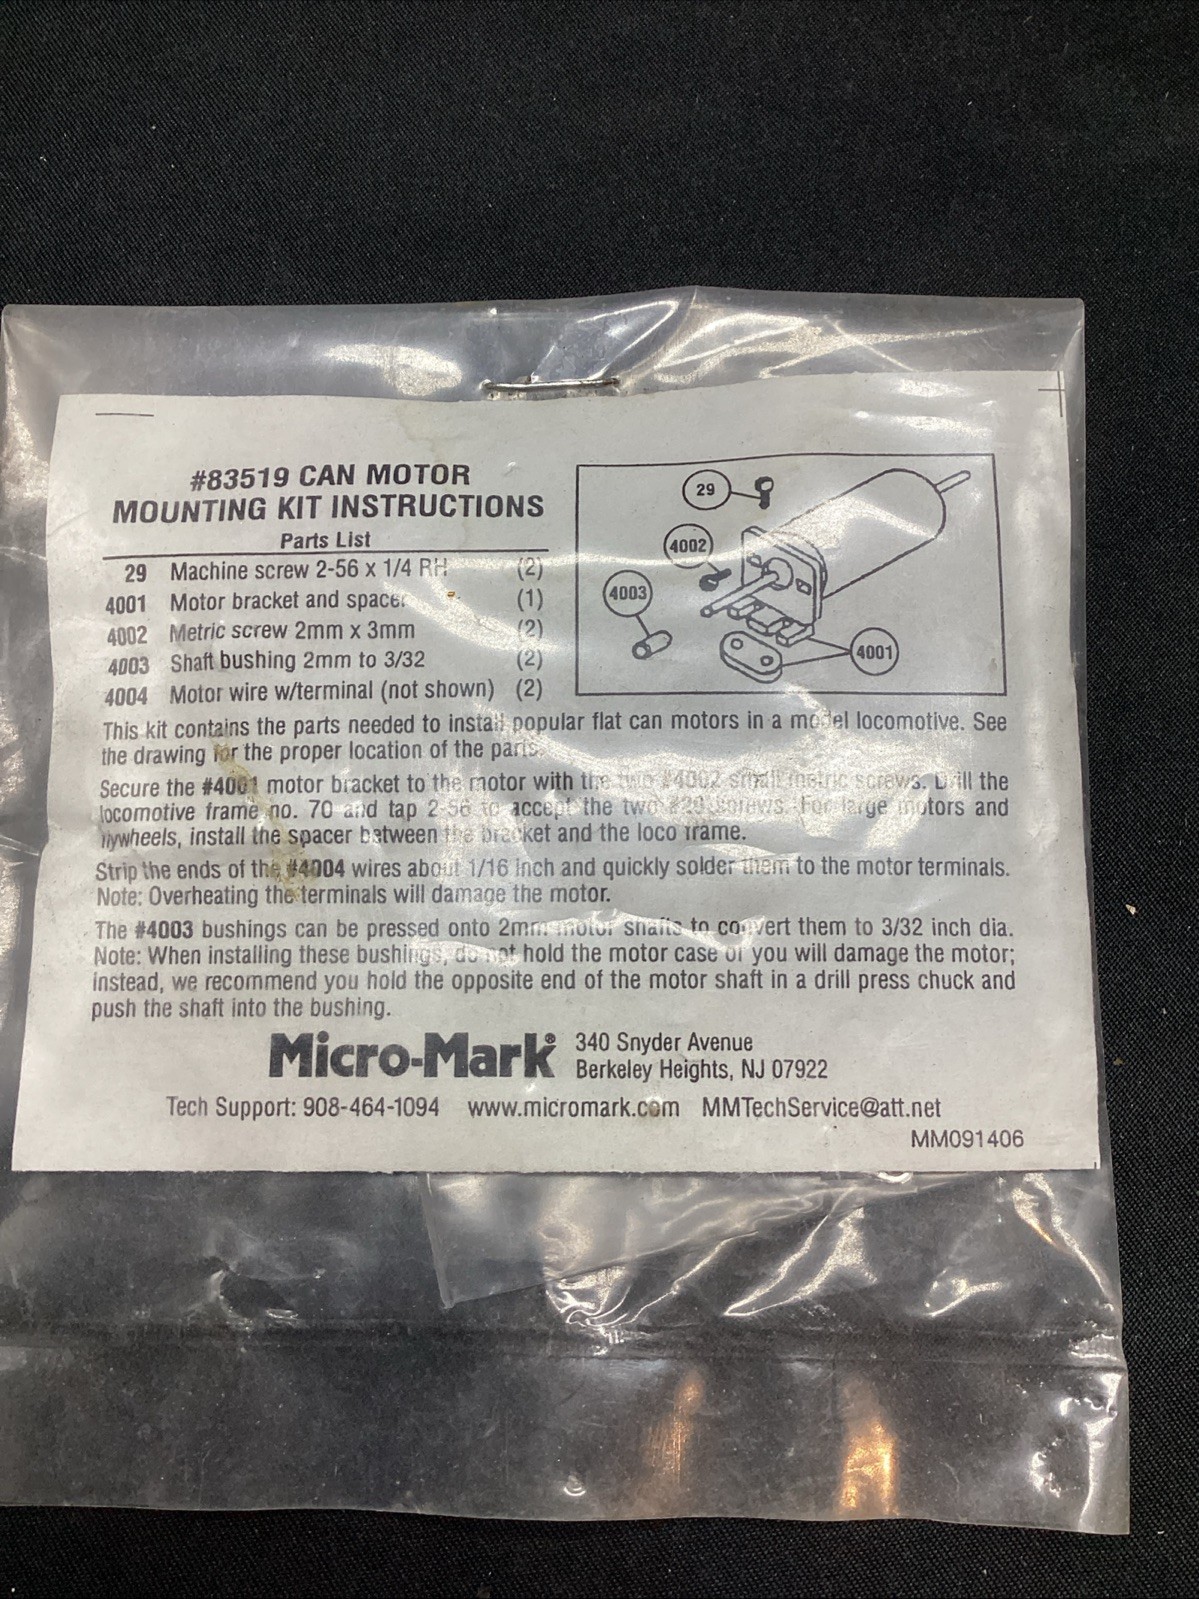 #83519 CAN MOTOR
MOUNTING KIT INSTRUCTIONS
Parts List
29 Machine screw 2-56 x 1/4 RH (2)
4001 Motor bracket and spacer (1)
4002 Metric screw 2mm x 3mm (2)
4003 Shaft bushing 2mm to 3/32 (2)
4004 Motor wire w/terminal (not shown) (2)
29
4002
4003
4001
This kit contains the parts needed to install popular flat can motors in a model locomotive. See
the drawing for the proper location of the parts.
Secure the #4001 motor bracket to the motor with the two #4002 small metric screws. Drill the
locomotive frame no. 70 and tap 2-56 to accept the two #29 screws. For large motors and
flywheels, install the spacer between the bracket and the loco frame.
Strip the ends of the #4004 wires about 1/16 inch and quickly solder them to the motor terminals.
Note: Overheating the terminals will damage the motor.
The #4003 bushings can be pressed onto 2mm motor shafts to convert them to 3/32 inch dia.
Note: When installing these bushings, do not hold the motor case or you will damage the motor;
instead, we recommend you hold the opposite end of the motor shaft in a drill press chuck and
push the shaft into the bushing.
Micro-Mark®
340 Snyder Avenue
Berkeley Heights, NJ 07922
Tech Support: 908-464-1094 www.micromark.com MMTechService@att.net
MM091406